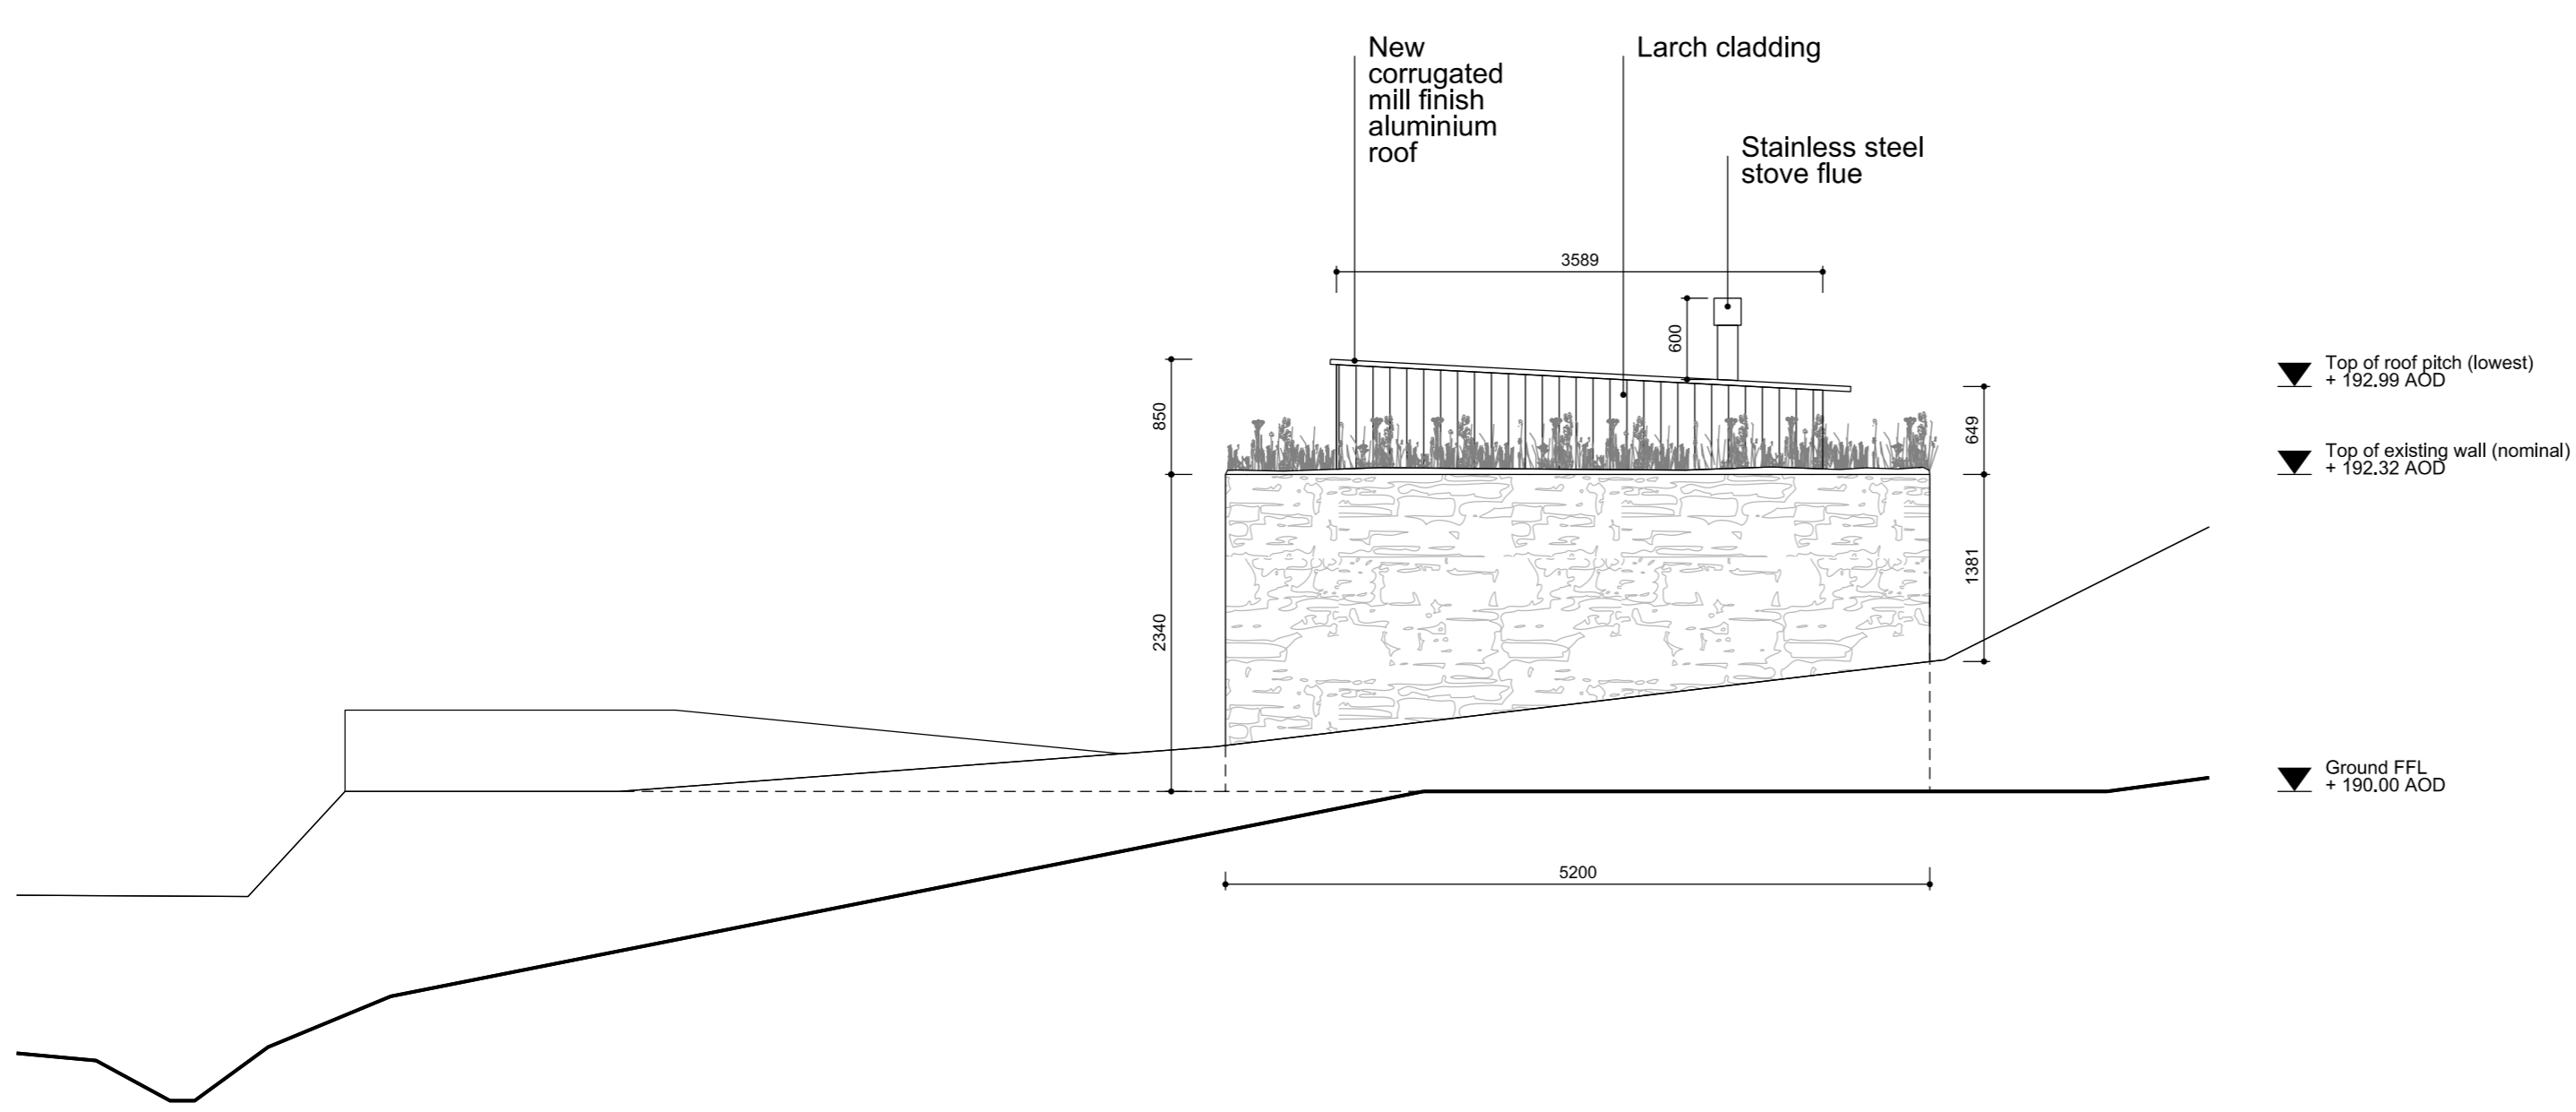 New
corrugated
mill finish
aluminium
roof
Larch cladding
Stainless steel
stove flue
3589
600
850
649
Top of roof pitch (lowest)
+ 192.99 AOD
Top of existing wall (nominal)
+ 192.32 AOD
2340
1381
Ground FFL
+ 190.00 AOD
5200